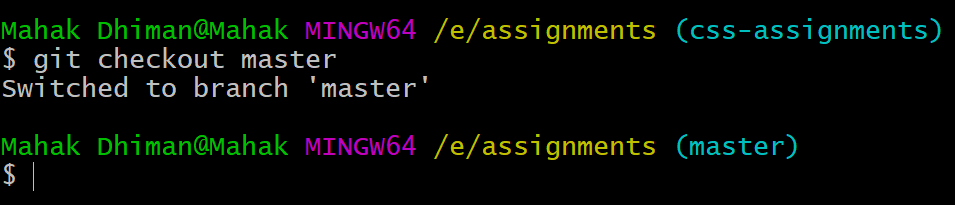 Mahak Dhiman@Mahak MINGW64 /e/assignments (css-assignments)
$ git checkout master
Switched to branch 'master'
Mahak Dhiman@Mahak MINGW64 /e/assignments (master)
$